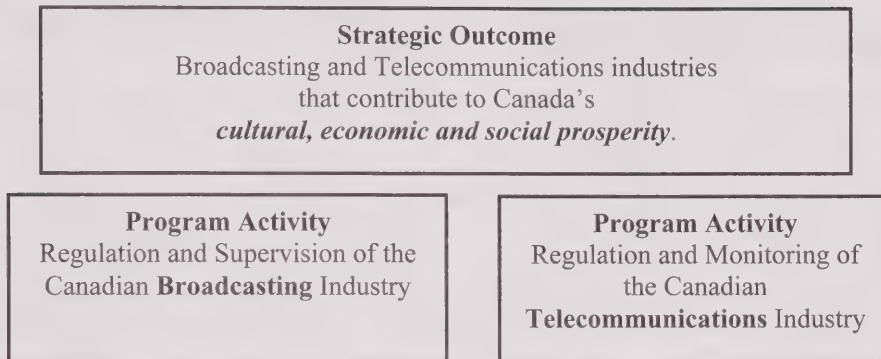 Strategic Outcome
Broadcasting and Telecommunications industries
that contribute to Canada's
cultural, economic and social prosperity.
Program Activity
Regulation and Supervision of the
Canadian Broadcasting Industry
Program Activity
Regulation and Monitoring of
the Canadian
Telecommunications Industry